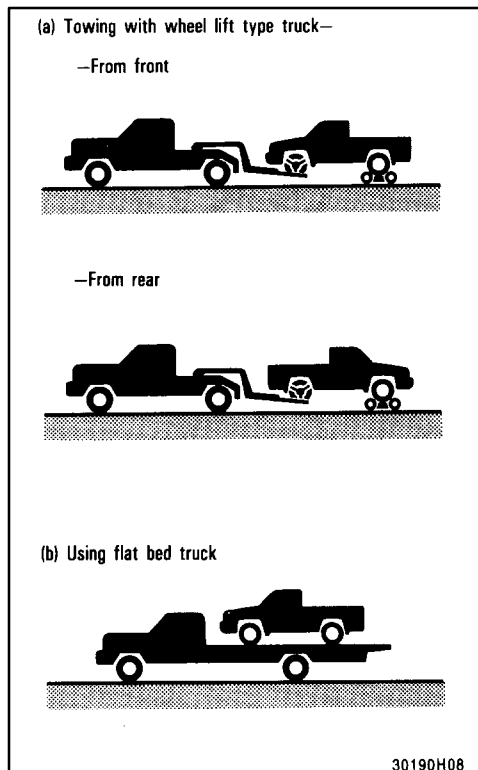 (a) Towing with wheel lift type truck—
—From front
—From rear
(b) Using flat bed truck
30190H08